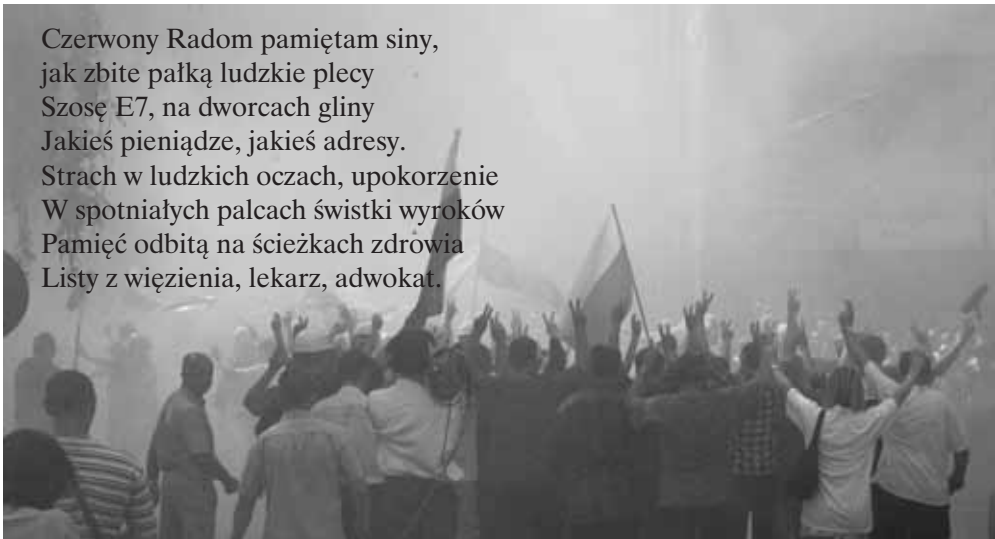 Czerwony Radom pamiętam siny,
jak zbite pałką ludzkie plecy
Szosę E7, na dworcach gliny
Jakieś pieniądze, jakieś adresy.
Strach w ludzkich oczach, upokorzenie
W spotniałych palcach świstki wyroków
Pamięć odbitą na ścieżkach zdrowia
Listy z więzienia, lekarz, adwokat.